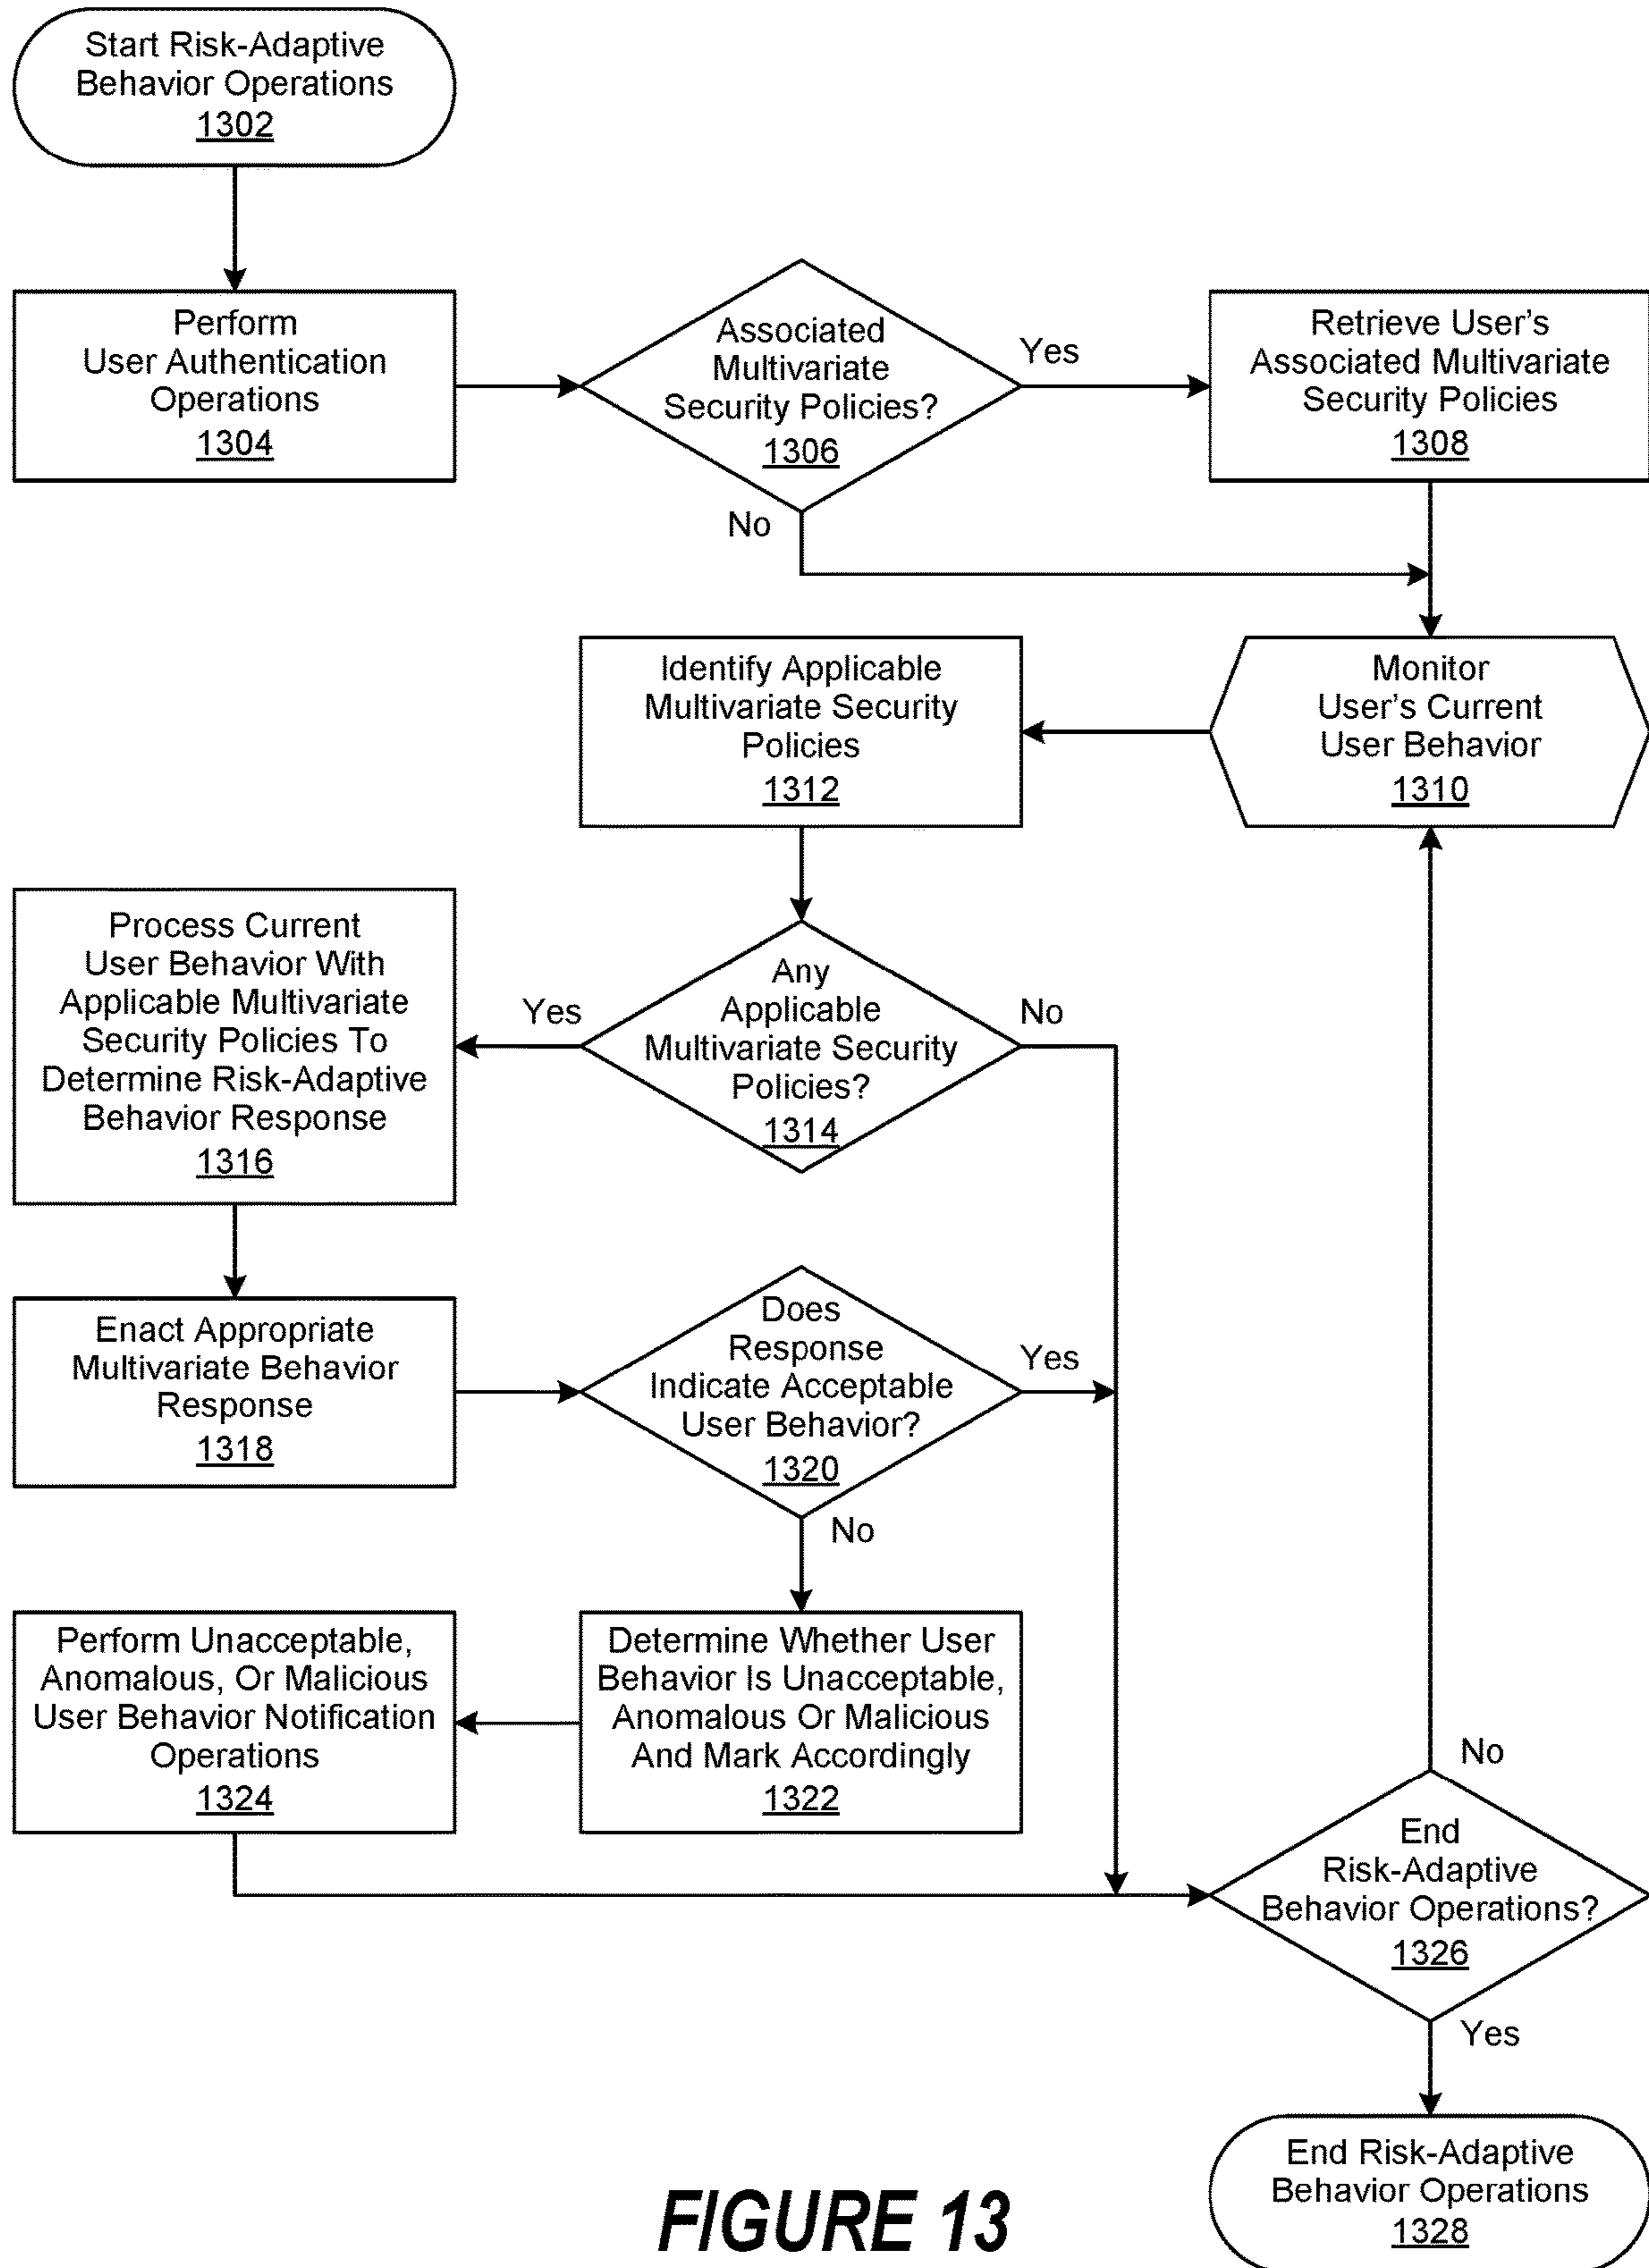 Start Risk-Adaptive
Behavior Operations
1302
Perform
User Authentication
Operations
1304
Associated
Multivariate
Security Policies?
1306
Yes
No
Retrieve User's
Associated Multivariate
Security Policies
1308
Monitor
User's Current
User Behavior
1310
Identify Applicable
Multivariate Security
Policies
1312
Any
Applicable
Multivariate Security
Policies?
1314
Yes
No
Process Current
User Behavior With
Applicable Multivariate
Security Policies To
Determine Risk-Adaptive
Behavior Response
1316
Enact Appropriate
Multivariate Behavior
Response
1318
Does
Response
Indicate Acceptable
User Behavior?
1320
Yes
No
Determine Whether User
Behavior Is Unacceptable,
Anomalous Or Malicious
And Mark Accordingly
1322
Perform Unacceptable,
Anomalous, Or Malicious
User Behavior Notification
Operations
1324
End
Risk-Adaptive
Behavior Operations?
1326
No
Yes
End Risk-Adaptive
Behavior Operations
1328
FIGURE 13